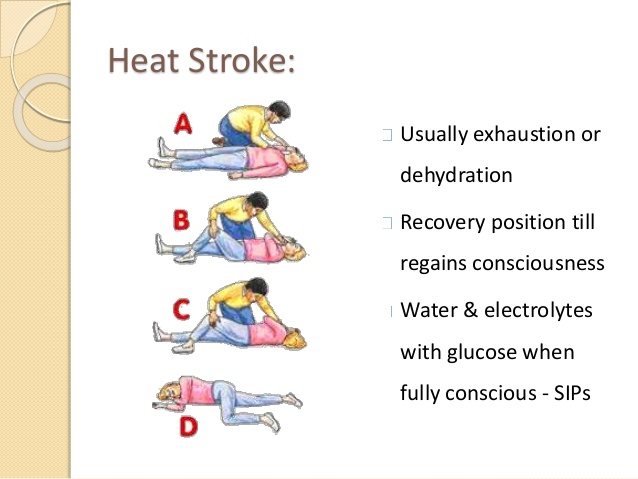 Heat Stroke:
A
B
C
D
Usually exhaustion or
dehydration
Recovery position till
regains consciousness
Water & electrolytes
with glucose when
fully conscious - SIPs